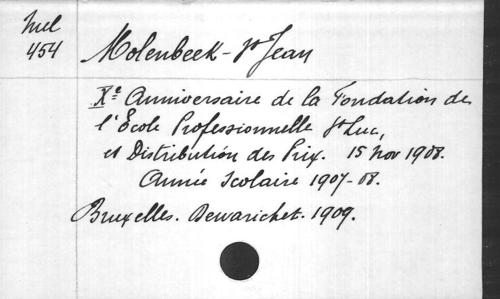 Mel
454
Molenbeek-St Jean
Xe Anniversaire de la Fondation de
l'Ecole Professionnelle St Luc,
et Distribution des Prix. 15 Nov 1908.
Année Scolaire 1907-08.
Bruxelles. Dewarichet. 1909.